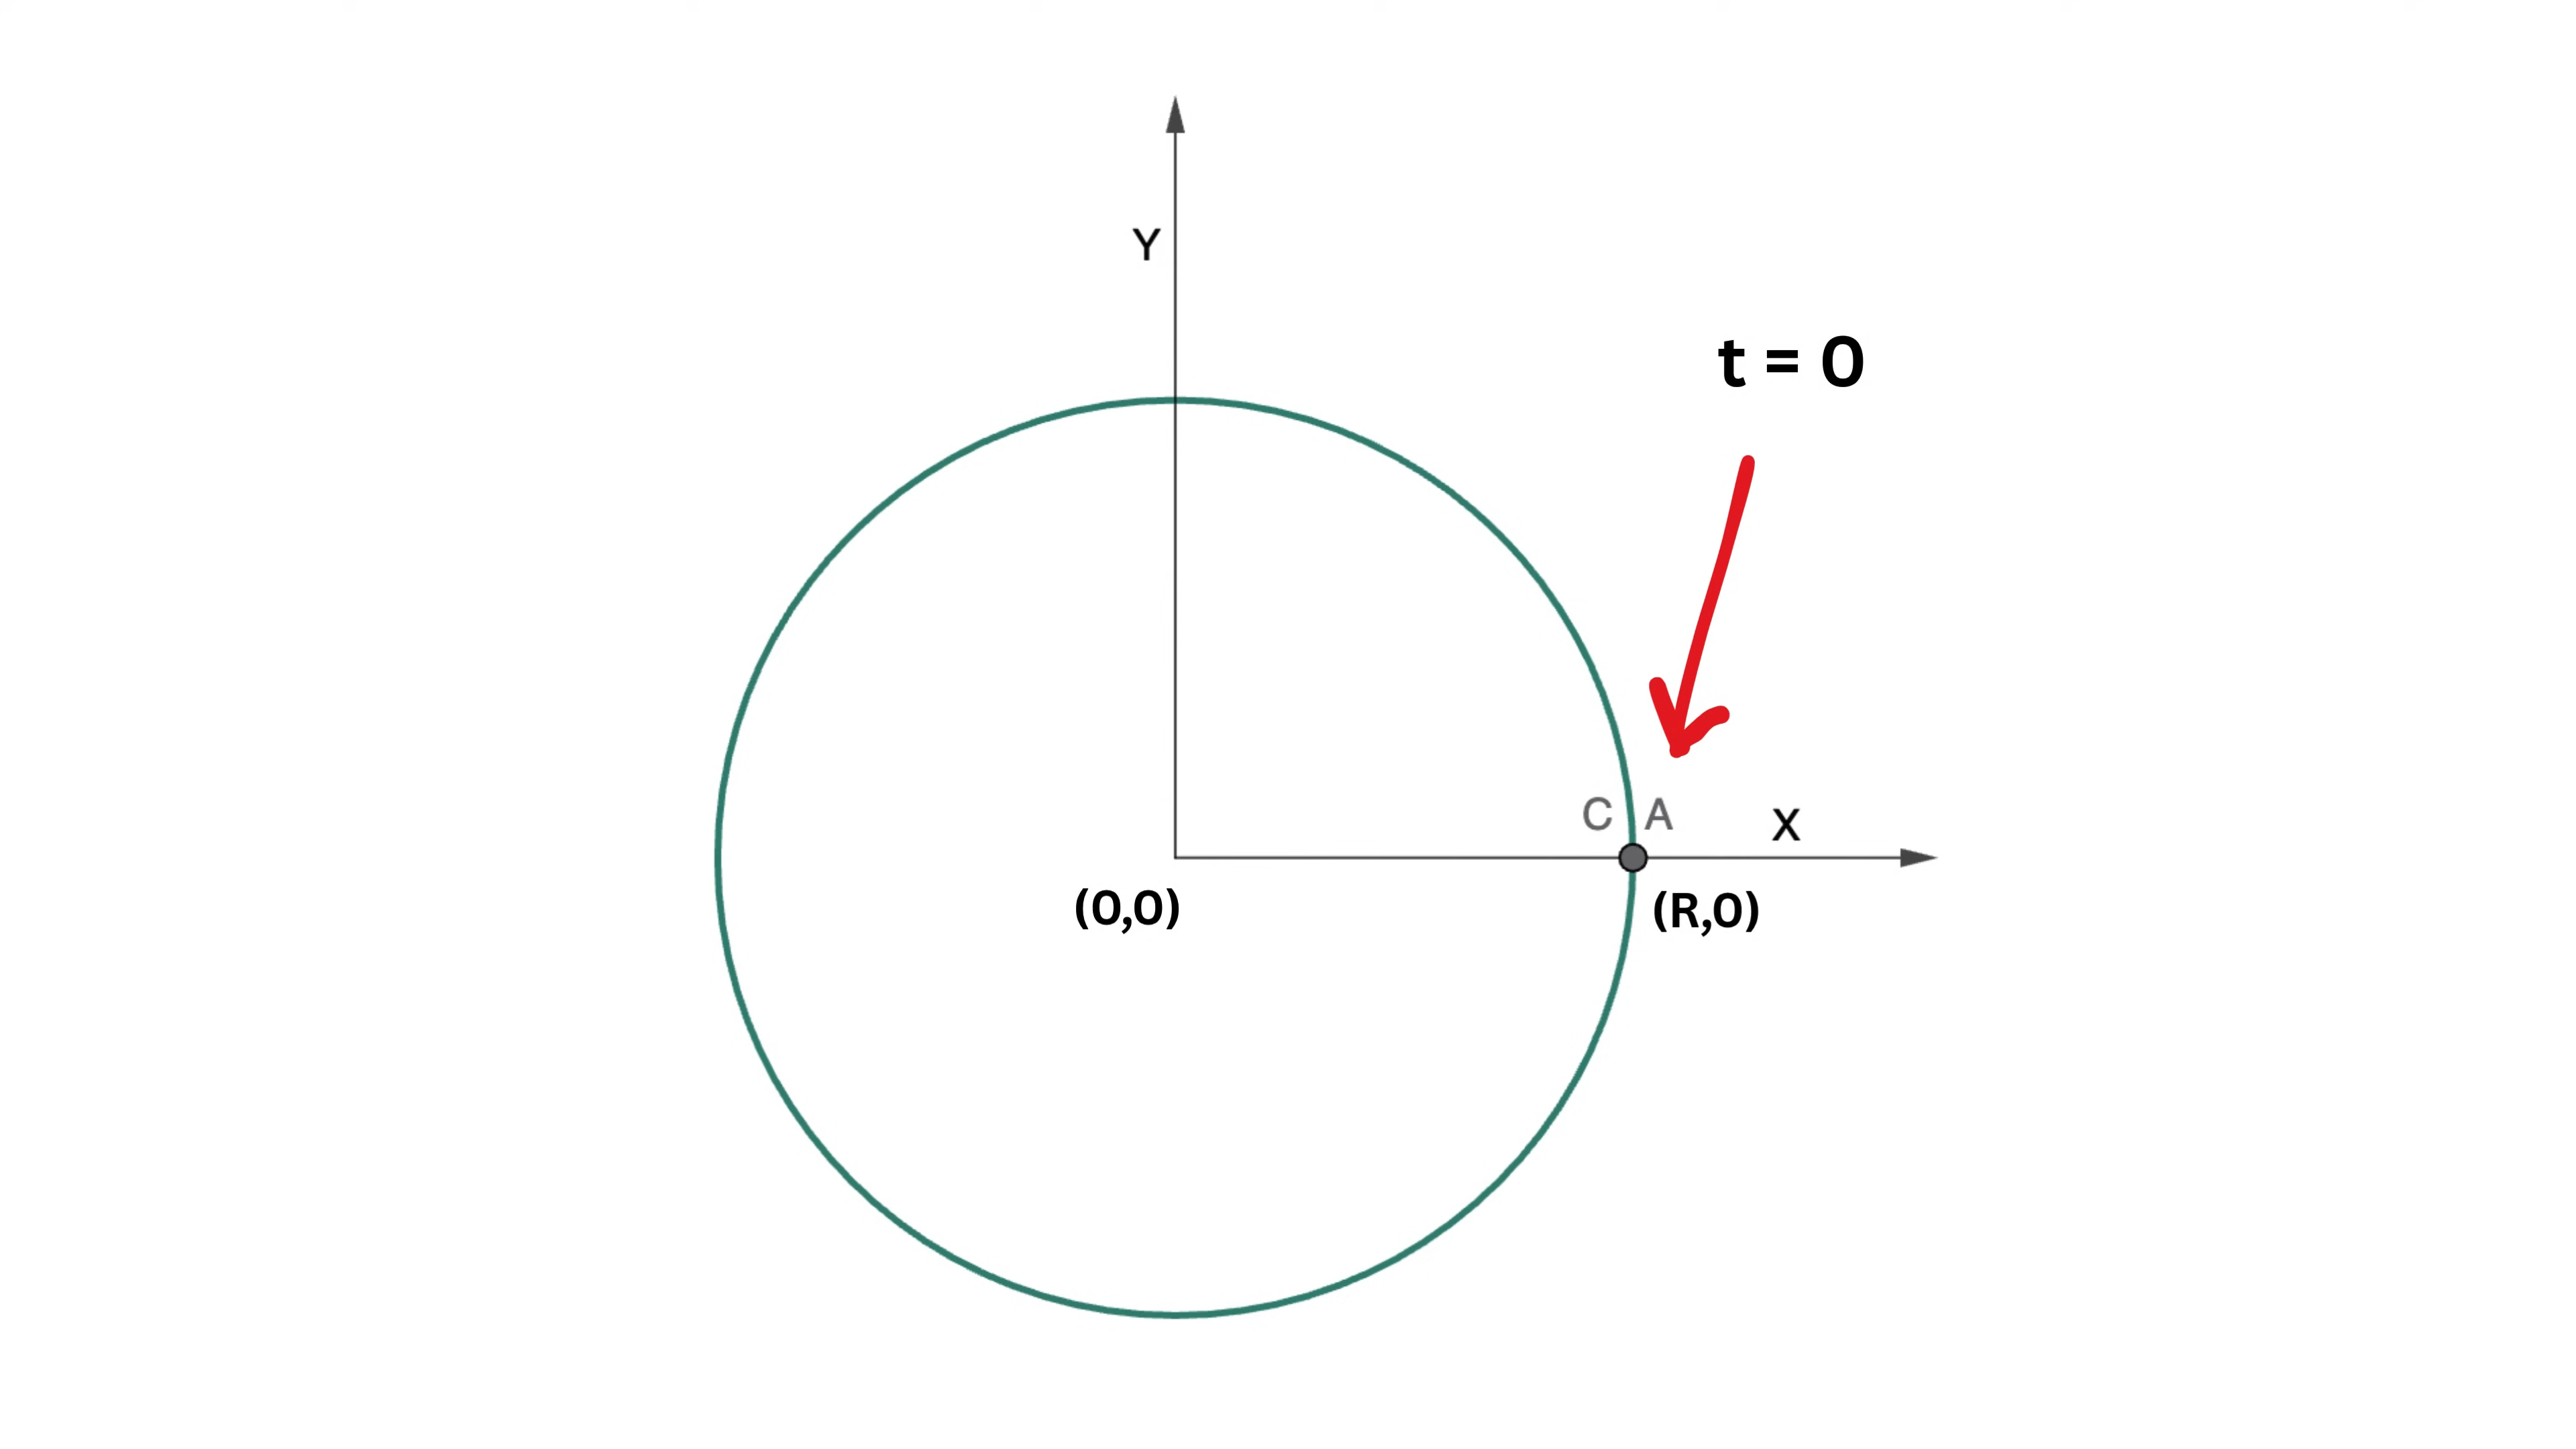 Y
t = 0
C A
X
(0,0)
(R,0)